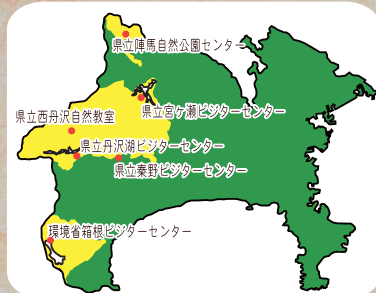 県立陣馬自然公園センター
県立宮ヶ瀬ビジターセンター
県立西丹沢自然教室
県立丹沢湖ビジターセンター
県立秦野ビジターセンター
環境省箱根ビジターセンター